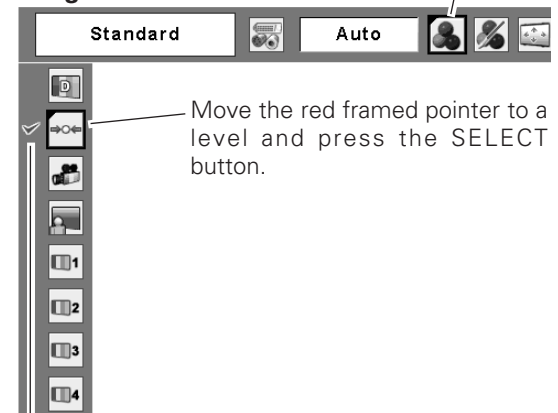 Standard
Auto
D
Move the red framed pointer to a
level and press the SELECT
button.
1
2
3
4